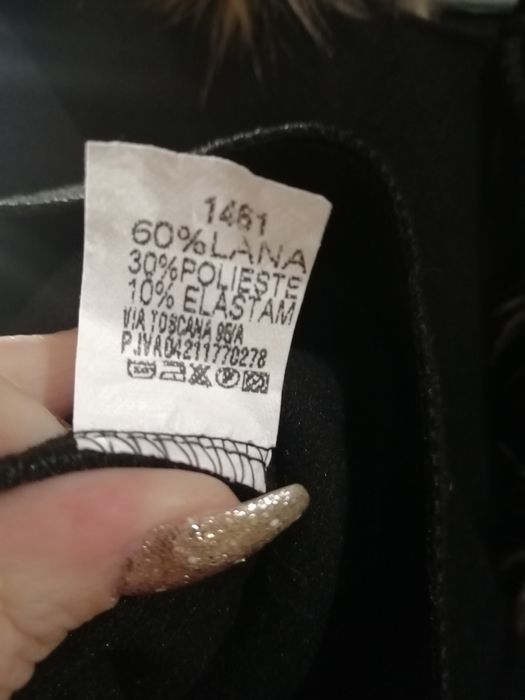 1461
60%LANA
30%POLIESTE
10% ELASTAM
VIA TOSCANA 95/A
P.IVA04211770278